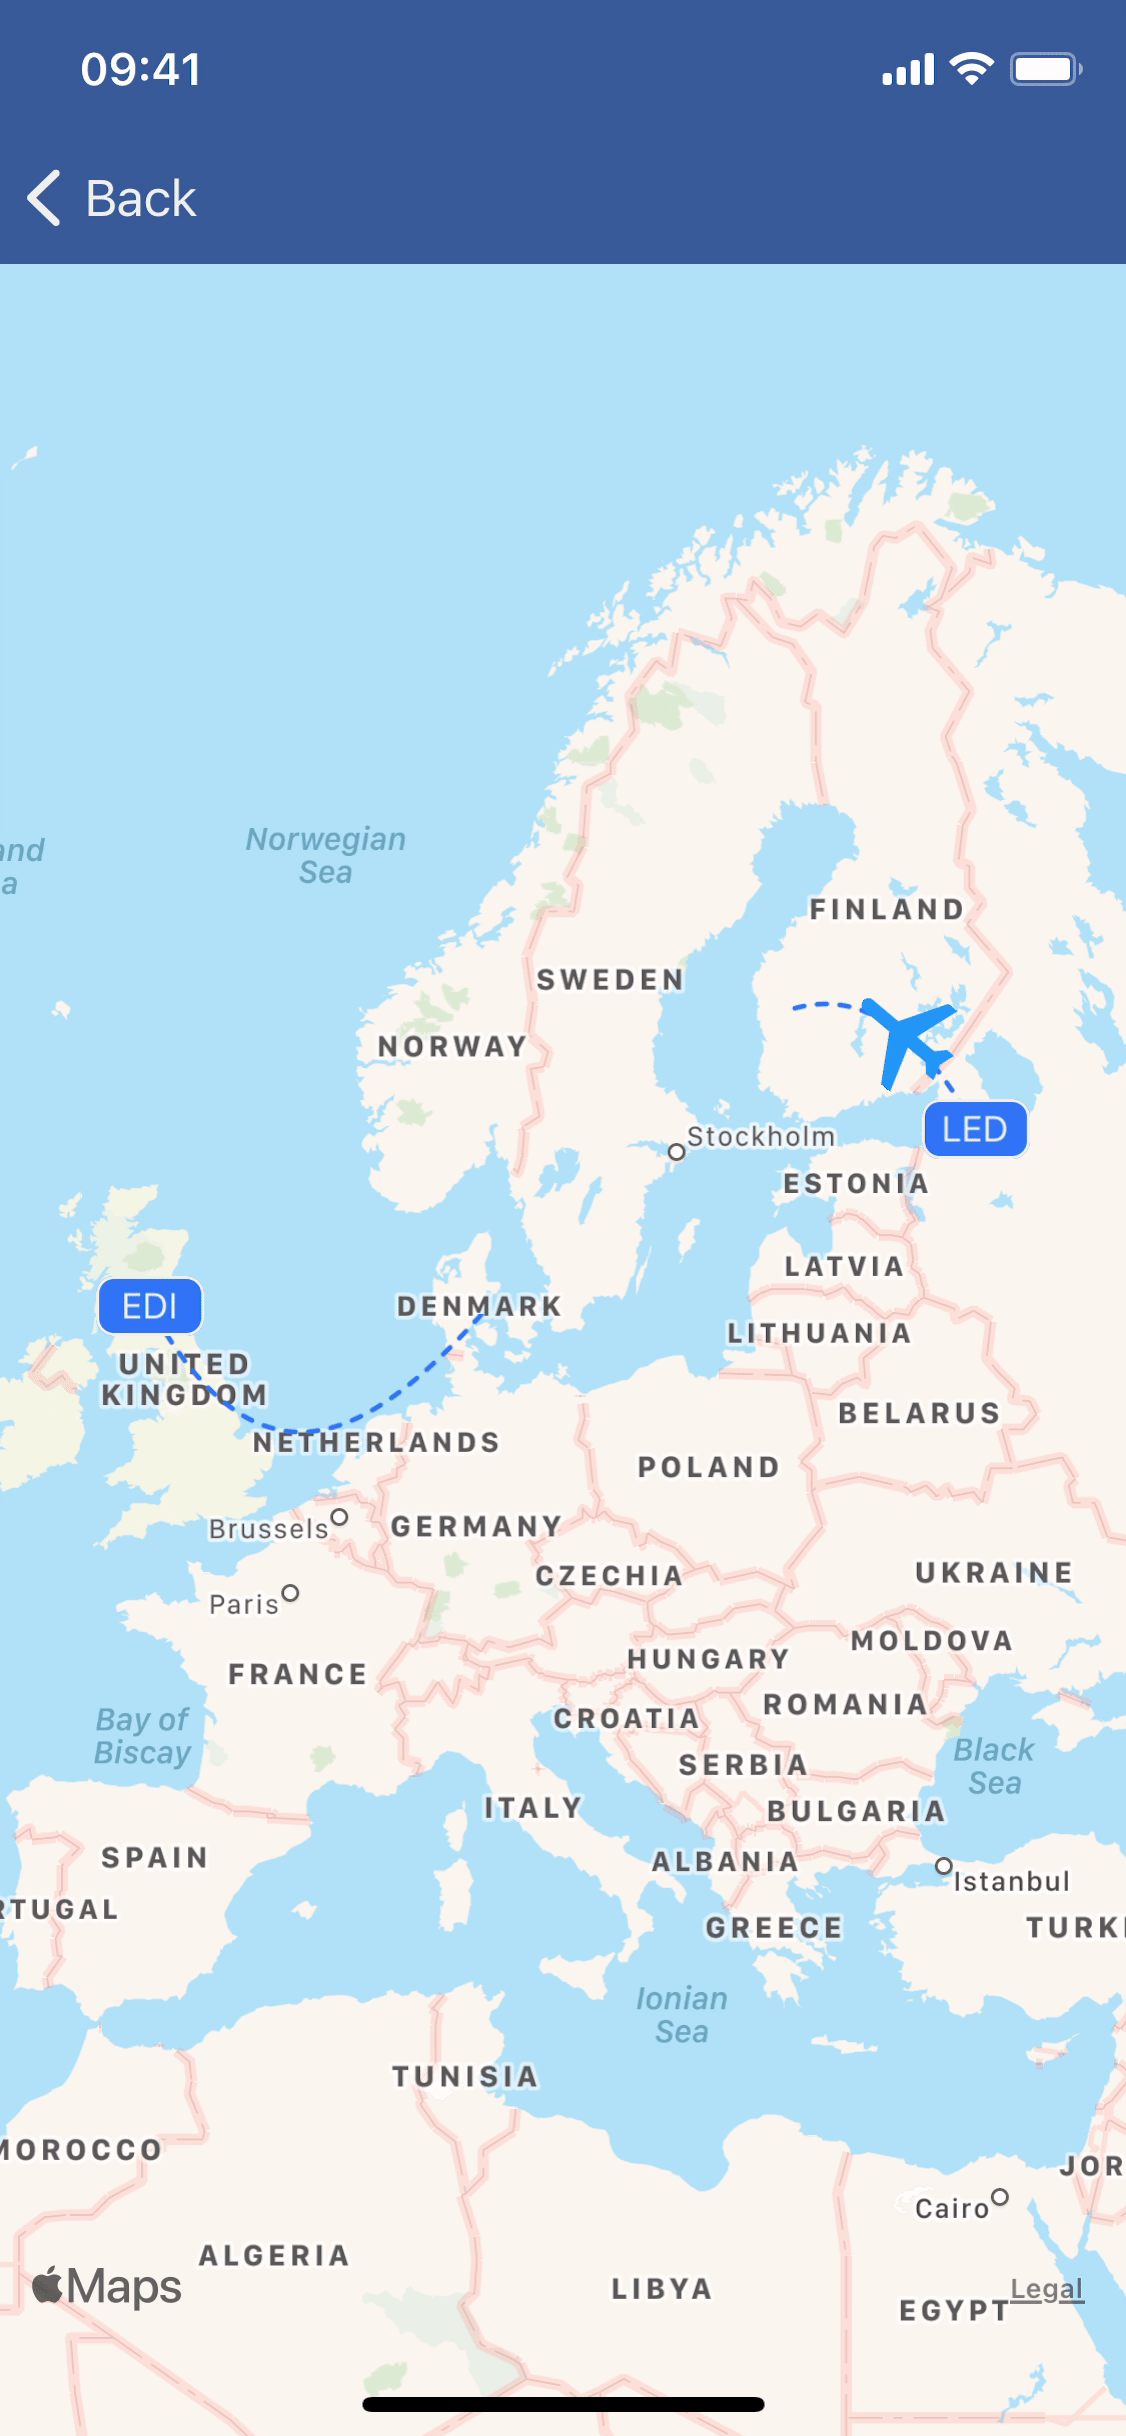 09:41
Back
and
a
Norwegian
Sea
FINLAND
SWEDEN
NORWAY
LED
Stockholm
ESTONIA
LATVIA
EDI
DENMARK
LITHUANIA
UNITED
KINGDOM
BELARUS
NETHERLANDS
POLAND
Brussels
GERMANY
CZECHIA
UKRAINE
Paris
MOLDOVA
HUNGARY
FRANCE
ROMANIA
CROATIA
Bay of
Biscay
Black
Sea
SERBIA
ITALY
BULGARIA
SPAIN
ALBANIA
Istanbul
RTUGAL
GREECE
TURKI
Ionian
Sea
TUNISIA
MOROCCO
JOR
Cairo
ALGERIA
Maps
LIBYA
Legal
EGYPT